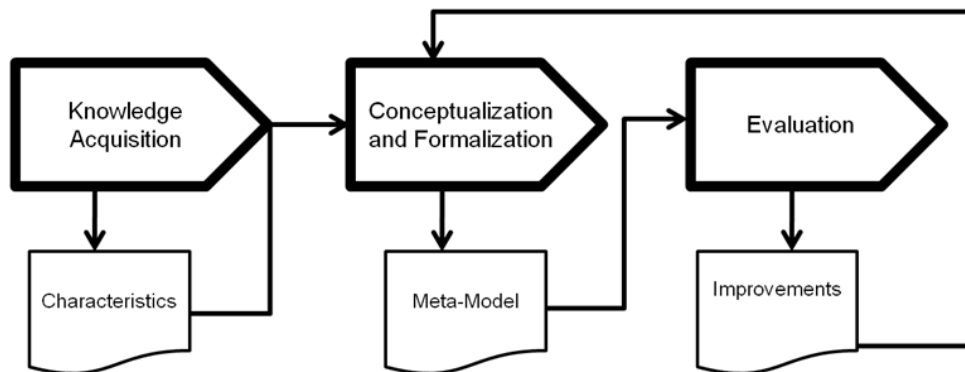 Knowledge
Acquisition
Conceptualization
and Formalization
Evaluation
Characteristics
Meta-Model
Improvements